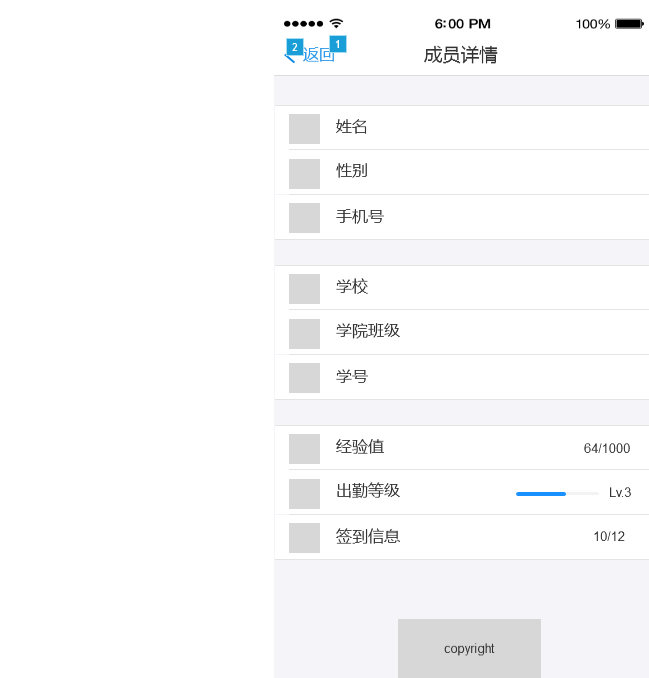 6:00 PM 100%
2 1
返回 成员详情
姓名
性别
手机号
学校
学院班级
学号
经验值 64/1000
出勤等级 Lv.3
签到信息 10/12
copyright